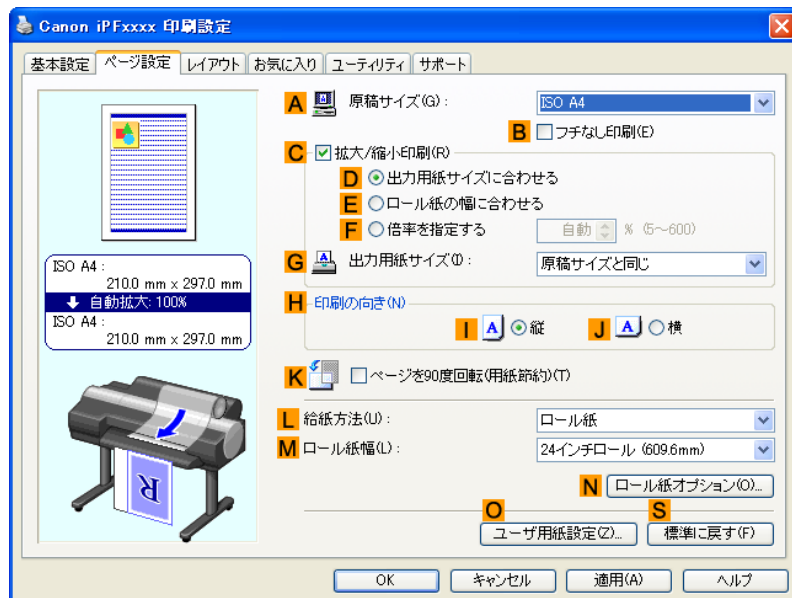 Canon iPFxxxx 印刷設定
基本設定 ページ設定 レイアウト お気に入り ユーティリティ サポート
A 原稿サイズ(G): ISO A4
B フチなし印刷(E)
C 拡大/縮小印刷(R)
D 出力用紙サイズに合わせる
E ロール紙の幅に合わせる
F 倍率を指定する 自動 % (5~600)
G 出力用紙サイズ(I): 原稿サイズと同じ
ISO A4:
210.0 mm x 297.0 mm
自動拡大: 100%
ISO A4:
210.0 mm x 297.0 mm
H 印刷の向き(N)
I A 縦 J A 横
K ページを90度回転(用紙節約)(T)
L 給紙方法(U): ロール紙
M ロール紙幅(L): 24インチロール (609.6mm)
R
N ロール紙オプション(O)...
O S
ユーザ用紙設定(Z)... 標準に戻す(F)
OK キャンセル 適用(A) ヘルプ